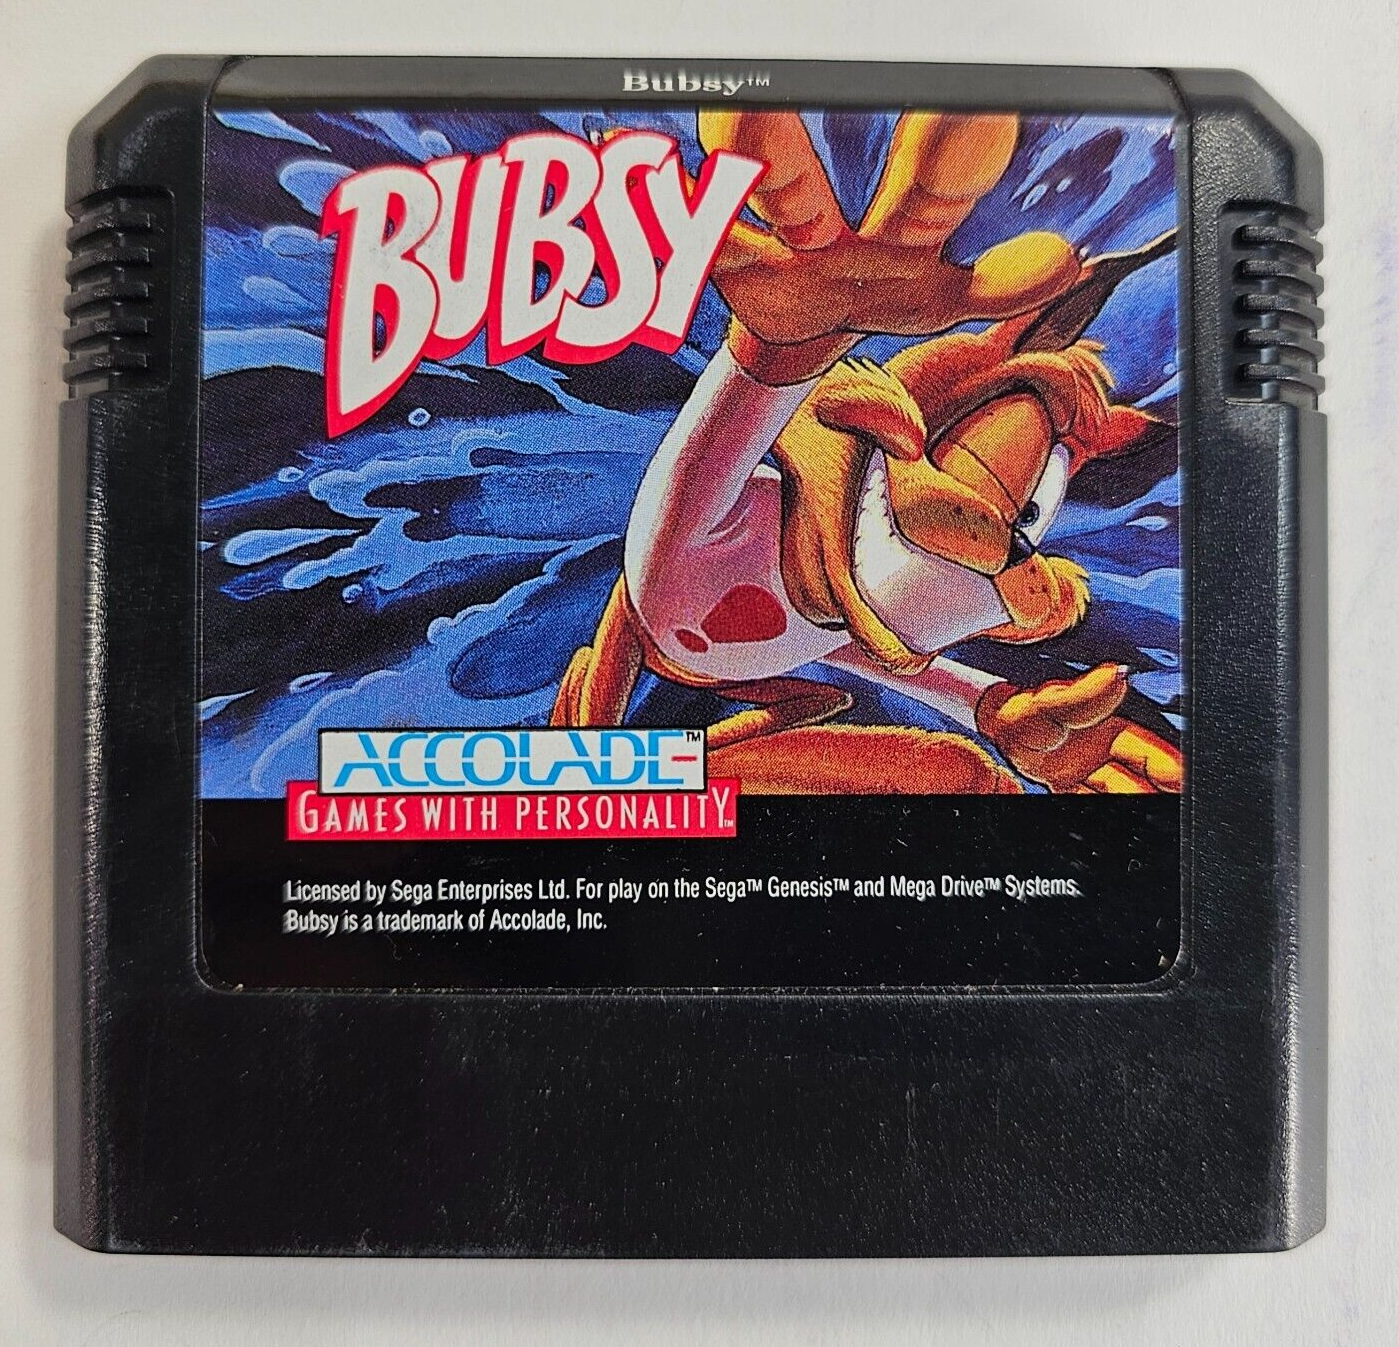 Bubsy™
BUBSY
ACCOLADE™
GAMES WITH PERSONALITY™
Licensed by Sega Enterprises Ltd. For play on the Sega™ Genesis™ and Mega Drive™ Systems.
Bubsy is a trademark of Accolade, Inc.